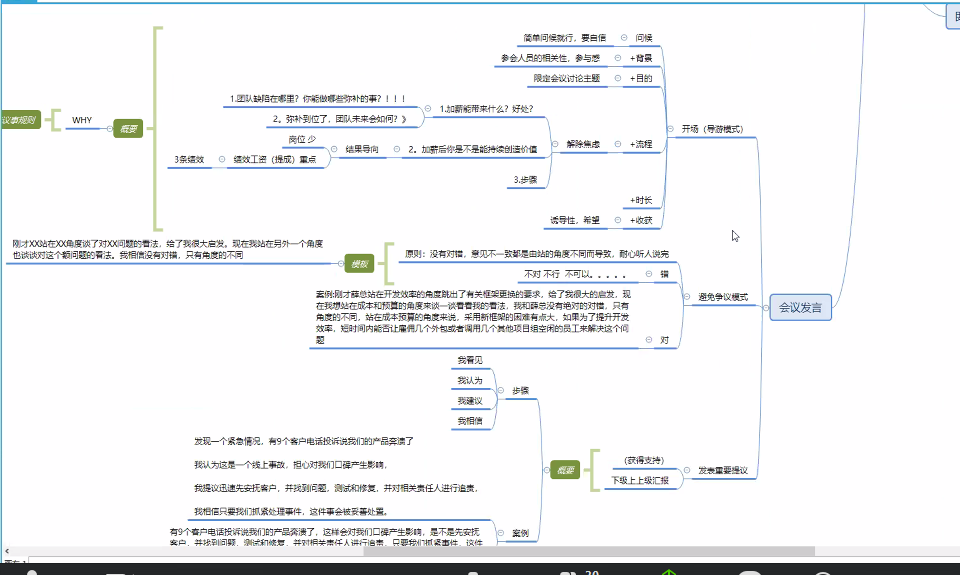 会议发言
开场（导游模式）
问候
简单问候就行，要自信
+背景
参会人员的相关性，参与感
+目的
限定会议讨论主题
+流程
解除焦虑
1.加薪能带来什么？好处?
1.团队缺陷在哪里？你能做哪些弥补的事？！！！
2。弥补到位了，团队未来会如何？》
2。加薪后你是不是能持续创造价值
结果导向
岗位 少
绩效工资（提成）重点
3条绩效
3.步骤
+时长
+收获
诱导性，希望
概要
WHY
议事规则
避免争议模式
原则：没有对错，意见不一致都是由站的角度不同而导致，耐心听人说完
错
不对 不行 不可以。。。。。
对
案例:刚才薛总站在开发效率的角度跳出了有关框架更换的要求，给了我很大的启发，现
在我想站在成本和预算的角度来谈一谈看看我的看法，我和薛总没有绝对的对错，只有
角度的不同，站在成本预算的角度来说，采用新框架的困难有点大，如果为了提升开发
效率，短时间内能否让雇佣几个外包或者调用几个其他项目组空闲的员工来解决这个问
题
模板
刚才XX站在XX角度谈了对XX问题的看法，给了我很大启发。现在我站在另外一个角度
也谈谈对这个额问题的看法。我相信没有对错，只有角度的不同
发表重要提议
（获得支持）
下级上上级汇报
概要
步骤
我看见
我认为
我建议
我相信
案例
发现一个紧急情况，有9个客户电话投诉说我们的产品奔溃了
我认为这是一个线上事故，担心对我们口碑产生影响，
我提议迅速先安抚客户，并找到问题，测试和修复，并对相关责任人进行追责，
我相信只要我们抓紧处理事件，这件事会被妥善处置。
有9个客户电话投诉说我们的产品奔溃了，这样会对我们口碑产生影响，是不是先安抚
客户，并找到问题，测试和修复，并对相关责任人进行追责，只要我们抓紧事件，这件
20